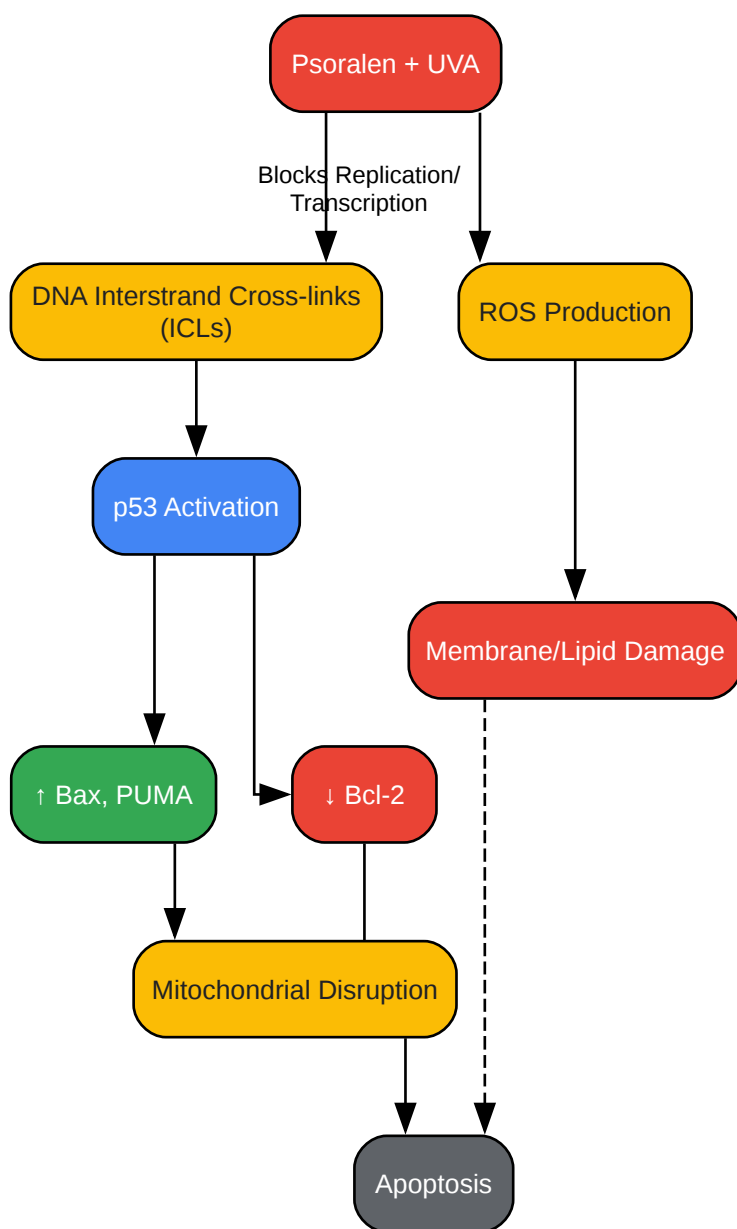 Psoralen + UVA
Blocks Replication/
Transcription
DNA Interstrand Cross-links
(ICLs)
ROS Production
p53 Activation
Membrane/Lipid Damage
↑ Bax, PUMA
↓ Bcl-2
Mitochondrial Disruption
Apoptosis